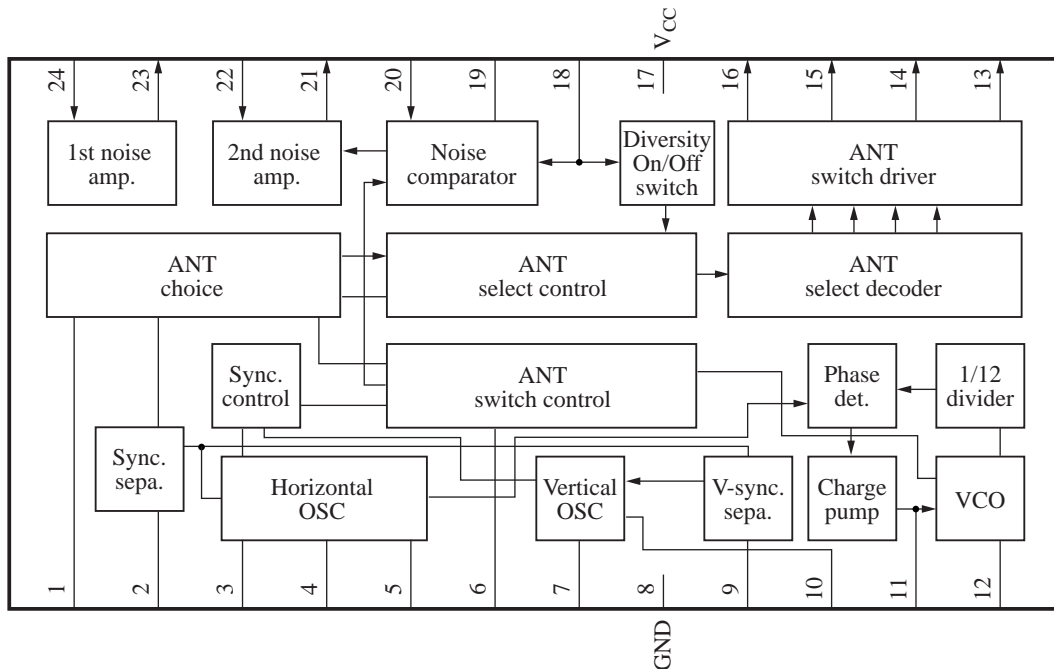 VCC
24
23
22
21
20
19
18
17
16
15
14
13
1st noise
amp.
2nd noise
amp.
Noise
comparator
Diversity
On/Off
switch
ANT
switch driver
ANT
choice
ANT
select control
ANT
select decoder
Sync.
control
ANT
switch control
Phase
det.
1/12
divider
Sync.
sepa.
Horizontal
OSC
Vertical
OSC
V-sync.
sepa.
Charge
pump
VCO
1
2
3
4
5
6
7
8
9
10
11
12
GND